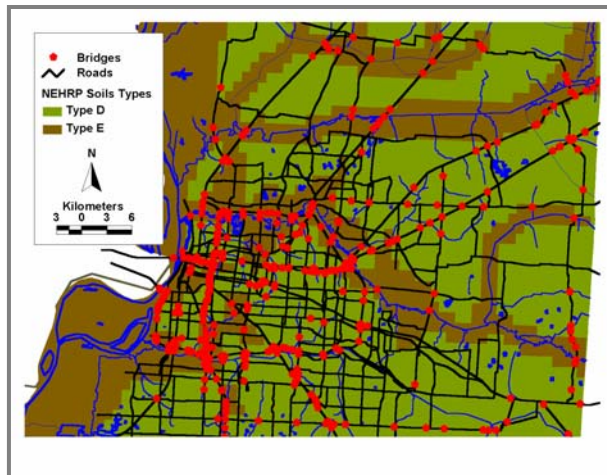 Bridges
Roads
NEHRP Soils Types
Type D
Type E
N
Kilometers
3 0 3 6